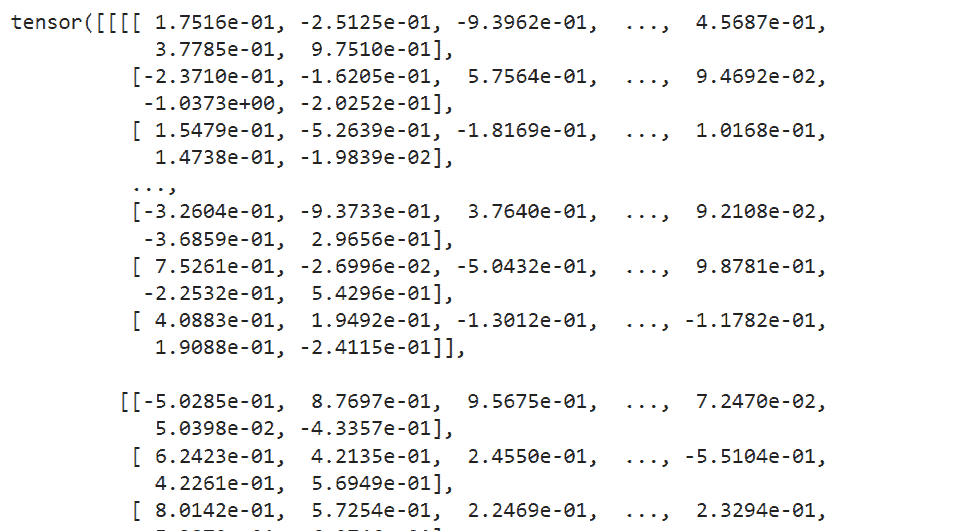 tensor([[[[ 1.7516e-01, -2.5125e-01, -9.3962e-01,  ...,  4.5687e-01,
            3.7785e-01,  9.7510e-01],
          [-2.3710e-01, -1.6205e-01,  5.7564e-01,  ...,  9.4692e-02,
           -1.0373e+00, -2.0252e-01],
          [ 1.5479e-01, -5.2639e-01, -1.8169e-01,  ...,  1.0168e-01,
            1.4738e-01, -1.9839e-02],
          ...,
          [-3.2604e-01, -9.3733e-01,  3.7640e-01,  ...,  9.2108e-02,
           -3.6859e-01,  2.9656e-01],
          [ 7.5261e-01, -2.6996e-02, -5.0432e-01,  ...,  9.8781e-01,
           -2.2532e-01,  5.4296e-01],
          [ 4.0883e-01,  1.9492e-01, -1.3012e-01,  ..., -1.1782e-01,
            1.9088e-01, -2.4115e-01]],

         [[-5.0285e-01,  8.7697e-01,  9.5675e-01,  ...,  7.2470e-02,
            5.0398e-02, -4.3357e-01],
          [ 6.2423e-01,  4.2135e-01,  2.4550e-01,  ..., -5.5104e-01,
            4.2261e-01,  5.6949e-01],
          [ 8.0142e-01,  5.7254e-01,  2.2469e-01,  ...,  2.3294e-01,